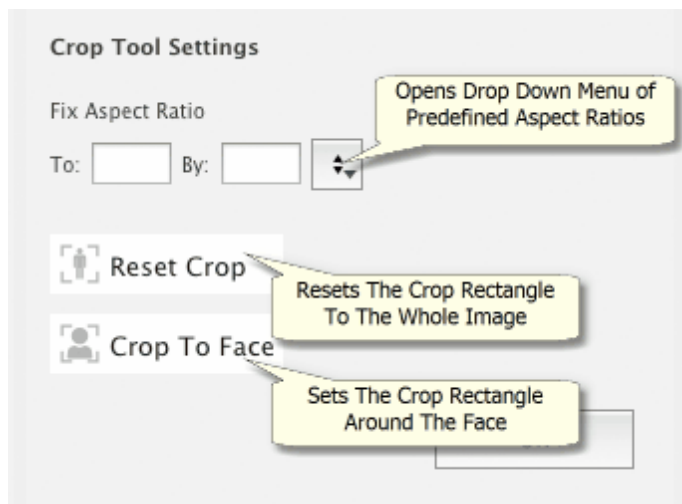 Crop Tool Settings
Opens Drop Down Menu of
Predefined Aspect Ratios
Fix Aspect Ratio
To: By:
Reset Crop
Resets The Crop Rectangle
To The Whole Image
Crop To Face
Sets The Crop Rectangle
Around The Face